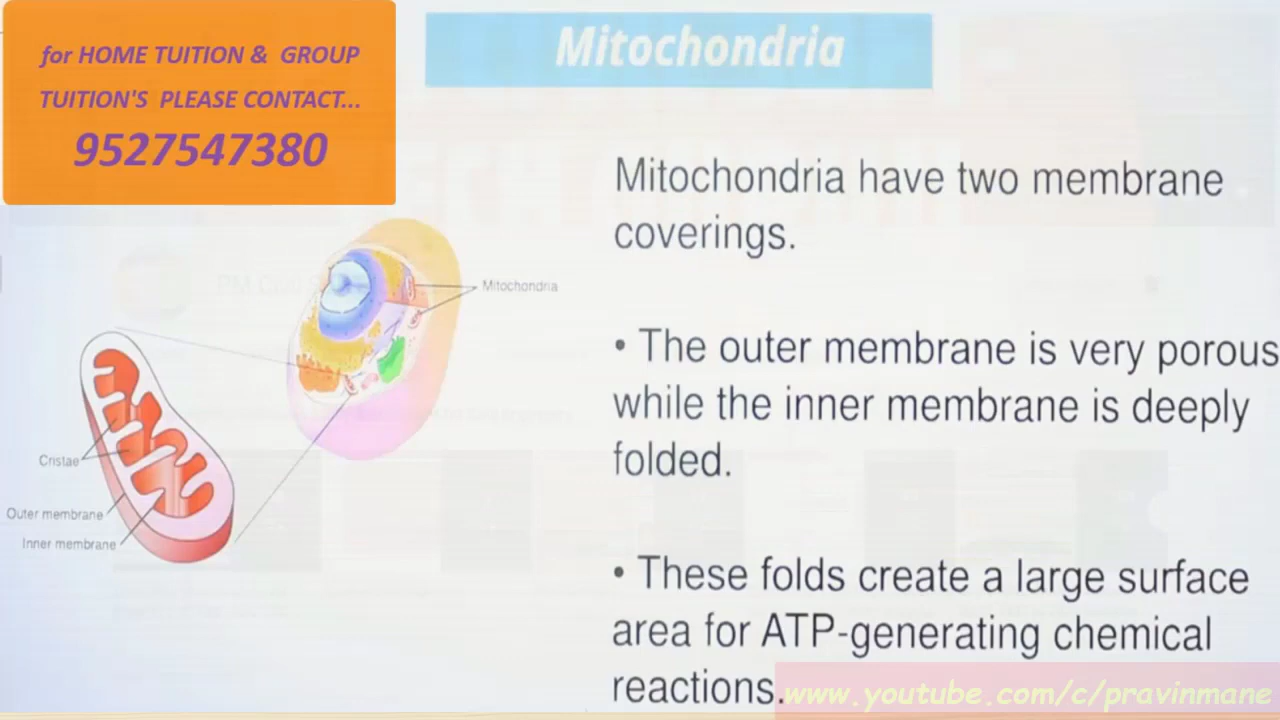 for HOME TUITION & GROUP
TUITION'S PLEASE CONTACT...
9527547380
Mitochondria
Mitochondria have two membrane
coverings.
• The outer membrane is very porous
while the inner membrane is deeply
folded.
• These folds create a large surface
area for ATP-generating chemical
reactions.
Mitochondria
Cristae
Outer membrane
Inner membrane
www.youtube.com/c/pravinmane